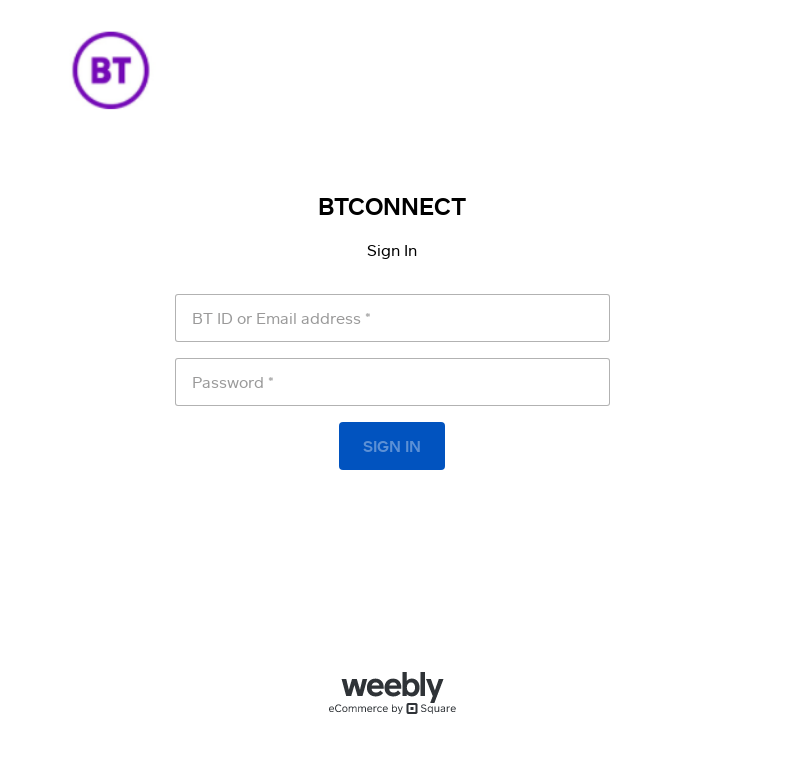 BT
BTCONNECT
Sign In
BT ID or Email address *
Password *
SIGN IN
weebly
eCommerce by Square